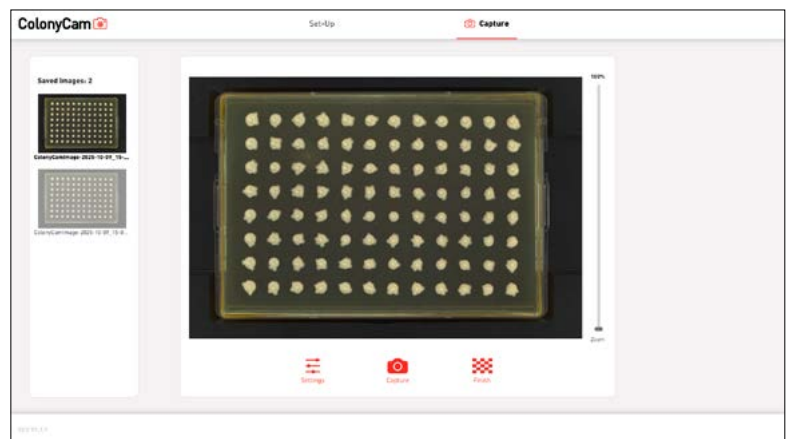 ColonyCam
Set-Up
Capture
Saved Images: 2
100%
Zoom
Settings
Capture
Finish